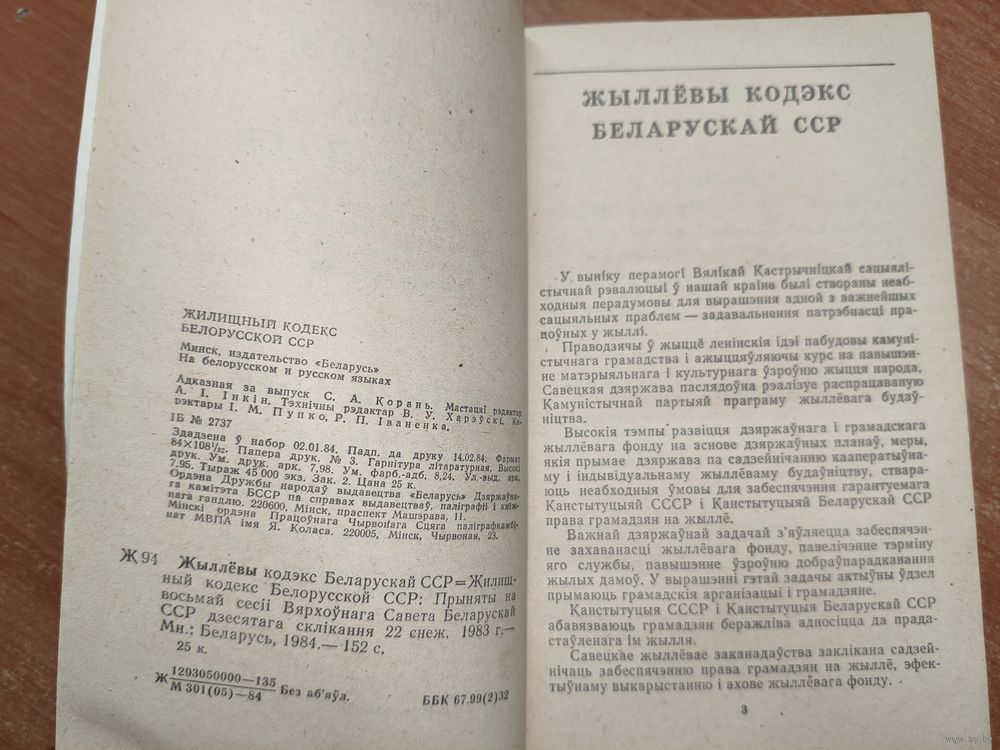 ЖИЛИЩНЫЙ КОДЕКС
БЕЛОРУССКОЙ ССР
Минск, издательство «Беларусь»
На белорусском и русском языках
Адказная за выпуск С. А. Корань. Мастацкі рэдактар
А. І. Інкін. Тэхнічны рэдактар В. У. Харэўскі. Ка-
рэктары І. М. Пупко, Р. П. Іваненка.
ІБ № 2737
Здадзена ў набор 02.01.84. Падп. да друку 14.02.84. Фармат
84×108¹/₃₂. Папера друк. № 3. Гарнітура літаратурная. Высокі
друк. Ум. друк. арк. 7,98. Ум. фарб.-адб. 8,24. Ул.-выд. арк.
7,95. Тыраж 45 000 экз. Зак. 2. Цана 25 к.
Ордэна Дружбы народаў выдавецтва «Беларусь» Дзяржаўна-
га камітэта БССР па справах выдавецтваў, паліграфіі і кніж-
нага гандлю. 220600, Мінск, праспект Машэрава, 11.
Мінскі ордэна Працоўнага Чырвонага Сцяга паліграфкамбі-
нат МВПА імя Я. Коласа. 220005, Мінск, Чырвоная, 23.
Ж 94 Жыллёвы кодэкс Беларускай ССР=Жилищ-
ный кодекс Белорусской ССР: Прыняты на
восьмай сесіі Вярхоўнага Савета Беларускай
ССР дзесятага склікання 22 снеж. 1983 г.—
Мн.: Беларусь, 1984.— 152 с.
25 к.
Ж 1203050000—135
М 301(05)—84 Без аб'яўл.
ББК 67.99(2)32
ЖЫЛЛЁВЫ КОДЭКС
БЕЛАРУСКАЙ ССР
У выніку перамогі Вялікай Кастрычніцкай сацыялі-
стычнай рэвалюцыі ў нашай краіне былі створаны неаб-
ходныя перадумовы для вырашэння адной з важнейшых
сацыяльных праблем — задавальнення патрэбнасці пра-
цоўных у жыллі.
Праводзячы ў жыццё ленінскія ідэі пабудовы камуні-
стычнага грамадства і ажыццяўляючы курс на павышэн-
не матэрыяльнага і культурнага ўзроўню жыцця народа,
Савецкая дзяржава паслядоўна рэалізуе распрацаваную
Камуністычнай партыяй праграму жыллёвага будаў-
ніцтва.
Высокія тэмпы развіцця дзяржаўнага і грамадскага
жыллёвага фонду на аснове дзяржаўных планаў, меры,
якія прымае дзяржава па садзейнічанню кааператыўна-
му і індывідуальнаму жыллёваму будаўніцтву, ствара-
юць неабходныя ўмовы для забеспячэння гарантуемага
Канстытуцыяй СССР і Канстытуцыяй Беларускай ССР
права грамадзян на жыллё.
Важнай дзяржаўнай задачай з'яўляецца забеспячэн-
не захаванасці жыллёвага фонду, павелічэнне тэрміну
яго службы, павышэнне ўзроўню добраўпарадкавання
жылых дамоў. У вырашэнні гэтай задачы актыўны ўдзел
прымаюць грамадскія арганізацыі і грамадзяне.
Канстытуцыя СССР і Канстытуцыя Беларускай ССР
абавязваюць грамадзян беражліва адносіцца да прада-
стаўленага ім жылля.
Савецкае жыллёвае заканадаўства заклікана садзей-
нічаць забеспячэнню права грамадзян на жыллё, эфек-
тыўнаму выкарыстанню і ахове жыллёвага фонду.
3
www.ay.by